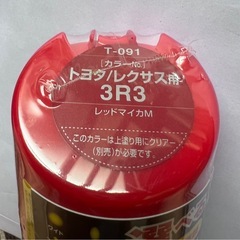 T-091
[カラーNo.]
トヨタ/レクサス用
3R3
レッドマイカM
このカラーは上塗り用にクリアー
(別売)が必要です。